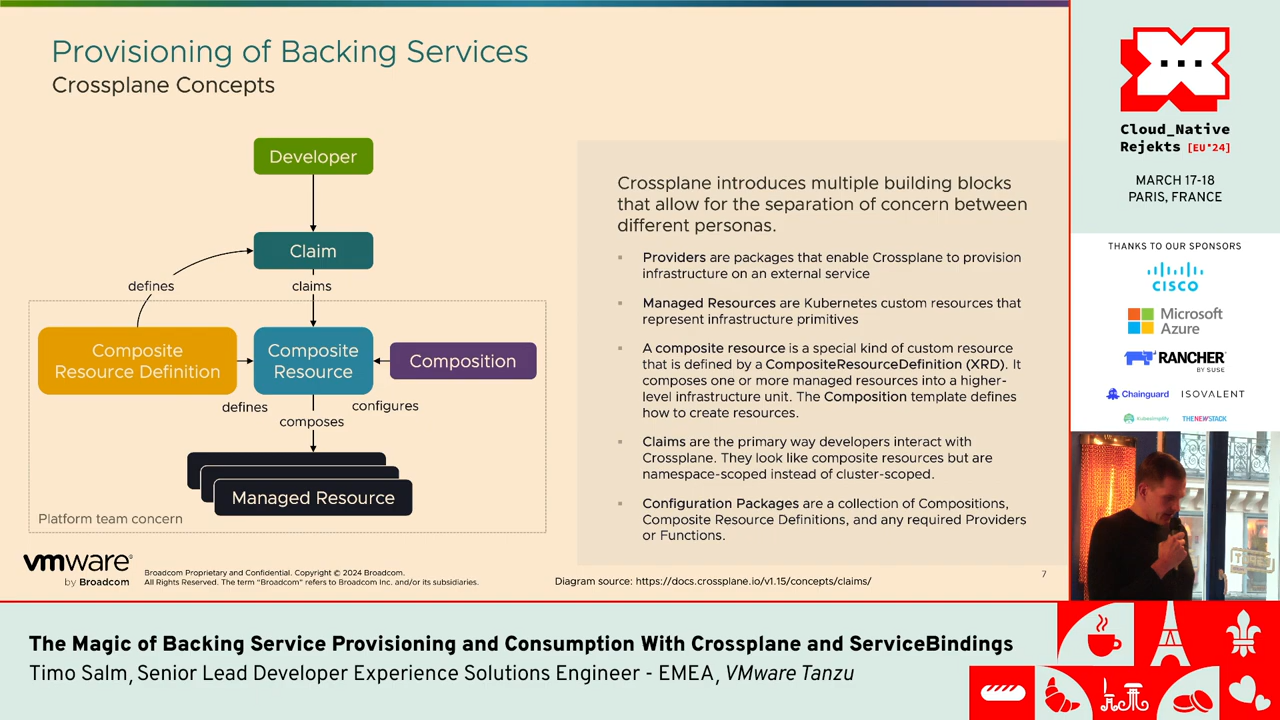 Provisioning of Backing Services
Crossplane Concepts
Developer
Claim
defines
claims
Composite
Resource Definition
Composite
Resource
Composition
defines
configures
composes
Managed Resource
Platform team concern
Crossplane introduces multiple building blocks
that allow for the separation of concern between
different personas.
▪ Providers are packages that enable Crossplane to provision
infrastructure on an external service
▪ Managed Resources are Kubernetes custom resources that
represent infrastructure primitives
▪ A composite resource is a special kind of custom resource
that is defined by a CompositeResourceDefinition (XRD). It
composes one or more managed resources into a higher-
level infrastructure unit. The Composition template defines
how to create resources.
▪ Claims are the primary way developers interact with
Crossplane. They look like composite resources but are
namespace-scoped instead of cluster-scoped.
▪ Configuration Packages are a collection of Compositions,
Composite Resource Definitions, and any required Providers
or Functions.
vmware®
by Broadcom
Broadcom Proprietary and Confidential. Copyright © 2024 Broadcom.
All Rights Reserved. The term "Broadcom" refers to Broadcom Inc. and/or its subsidiaries.
Diagram source: https://docs.crossplane.io/v1.15/concepts/claims/
7
Cloud_Native
Rejekts [EU'24]
MARCH 17-18
PARIS, FRANCE
THANKS TO OUR SPONSORS
CISCO
Microsoft
Azure
RANCHER
BY SUSE
Chainguard
ISOVALENT
Kubesimplify
THENEWSTACK
The Magic of Backing Service Provisioning and Consumption With Crossplane and ServiceBindings
Timo Salm, Senior Lead Developer Experience Solutions Engineer - EMEA, VMware Tanzu